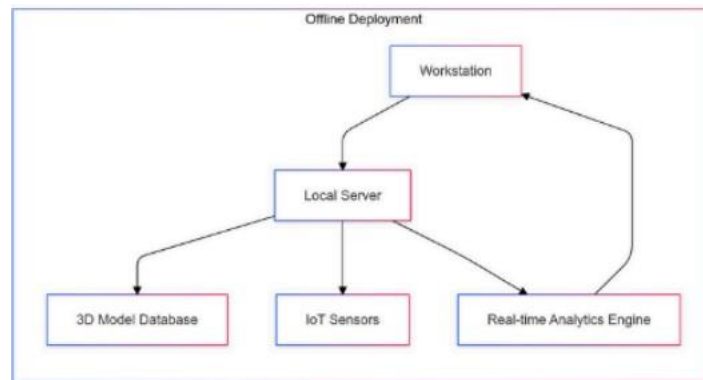 Offline Deployment
Workstation
Local Server
3D Model Database
IoT Sensors
Real-time Analytics Engine